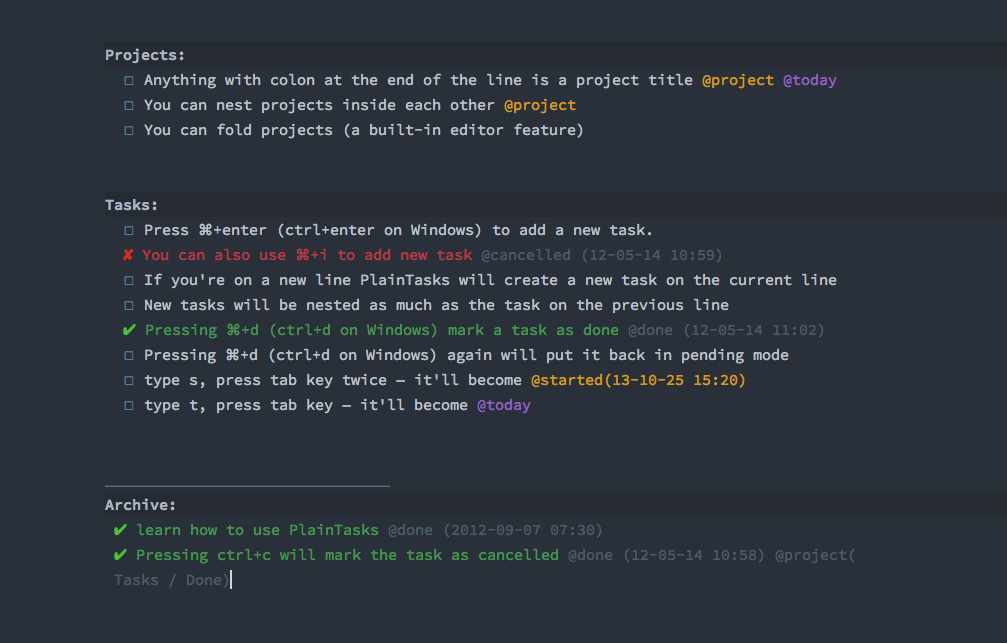 Projects:
☐ Anything with colon at the end of the line is a project title @project @today
☐ You can nest projects inside each other @project
☐ You can fold projects (a built-in editor feature)
Tasks:
☐ Press ⌘+enter (ctrl+enter on Windows) to add a new task.
✘ You can also use ⌘+i to add new task @cancelled (12-05-14 10:59)
☐ If you're on a new line PlainTasks will create a new task on the current line
☐ New tasks will be nested as much as the task on the previous line
✔ Pressing ⌘+d (ctrl+d on Windows) mark a task as done @done (12-05-14 11:02)
☐ Pressing ⌘+d (ctrl+d on Windows) again will put it back in pending mode
☐ type s, press tab key twice — it'll become @started(13-10-25 15:20)
☐ type t, press tab key — it'll become @today
Archive:
✔ learn how to use PlainTasks @done (2012-09-07 07:30)
✔ Pressing ctrl+c will mark the task as cancelled @done (12-05-14 10:58) @project(
Tasks / Done)